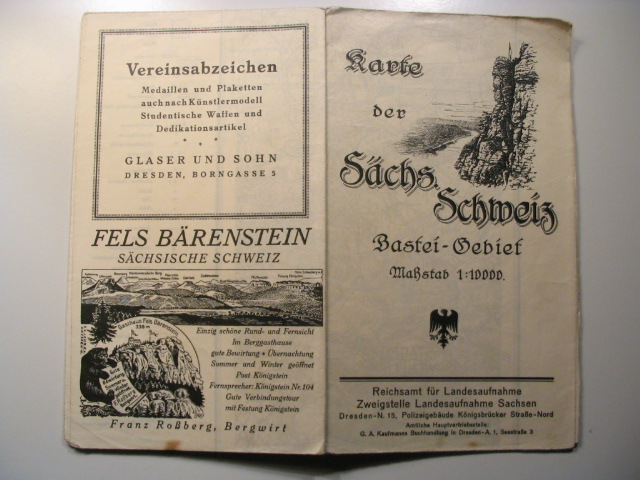 Vereinsabzeichen
Medaillen und Plaketten
auch nach Künstlermodell
Studentische Waffen und
Dedikationsartikel
* * *
GLASER UND SOHN
DRESDEN, BORNGASSE 5
FELS BÄRENSTEIN
SÄCHSISCHE SCHWEIZ
Gasthaus Fels Bärenstein
338 m
Einzig schöne Rund- und Fernsicht
Im Berggasthause
gute Bewirtung * Übernachtung
Sommer und Winter geöffnet
Post Königstein
Fernsprecher: Königstein Nr. 104
Gute Verbindungstour
mit Festung Königstein
Franz Roßberg, Bergwirt
Karte
der
Sächs. Schweiz
Bastei-Gebiet
Maßstab 1:10000.
Reichsamt für Landesaufnahme
Zweigstelle Landesaufnahme Sachsen
Dresden-N. 15, Polizeigebäude Königsbrücker Straße-Nord
Amtliche Hauptvertriebsstelle:
G. A. Kaufmanns Buchhandlung in Dresden-A. 1, Seestraße 3